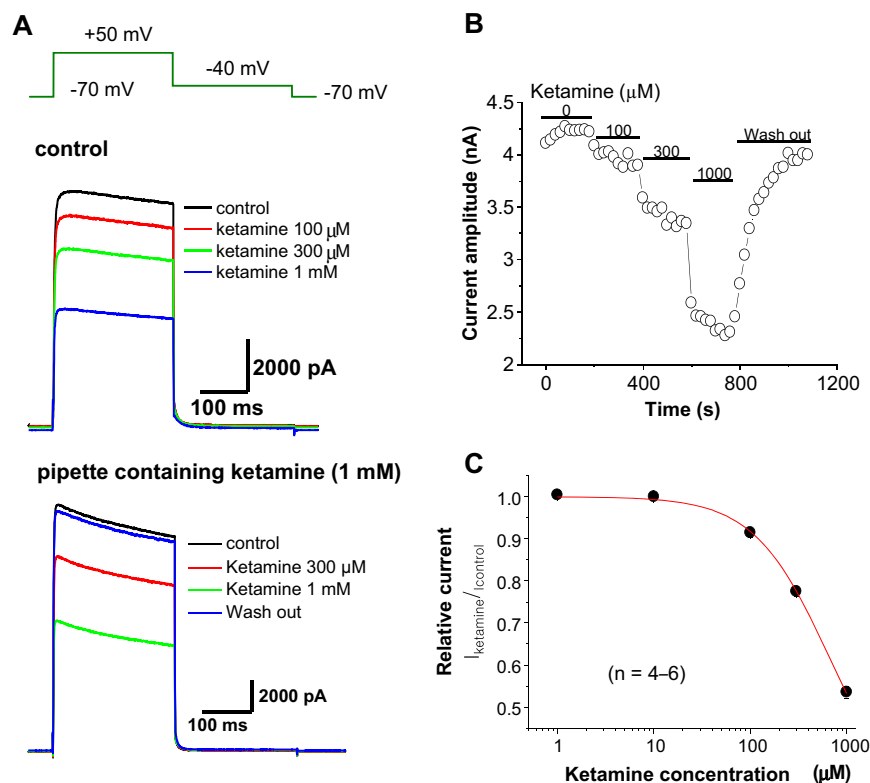 A
+50 mV
-40 mV
-70 mV
-70 mV
control
control
ketamine 100 μM
ketamine 300 μM
ketamine 1 mM
2000 pA
100 ms
pipette containing ketamine (1 mM)
control
Ketamine 300 μM
Ketamine 1 mM
Wash out
2000 pA
100 ms
B
Ketamine (μM)
0
100
300
1000
Wash out
4.5
4
3.5
3
2.5
2
Current amplitude (nA)
0
400
800
1200
Time (s)
C
1.0
0.9
0.8
0.7
0.6
0.5
Relative current
Iketamine/Icontrol
(n = 4–6)
1
10
100
1000
Ketamine concentration (μM)